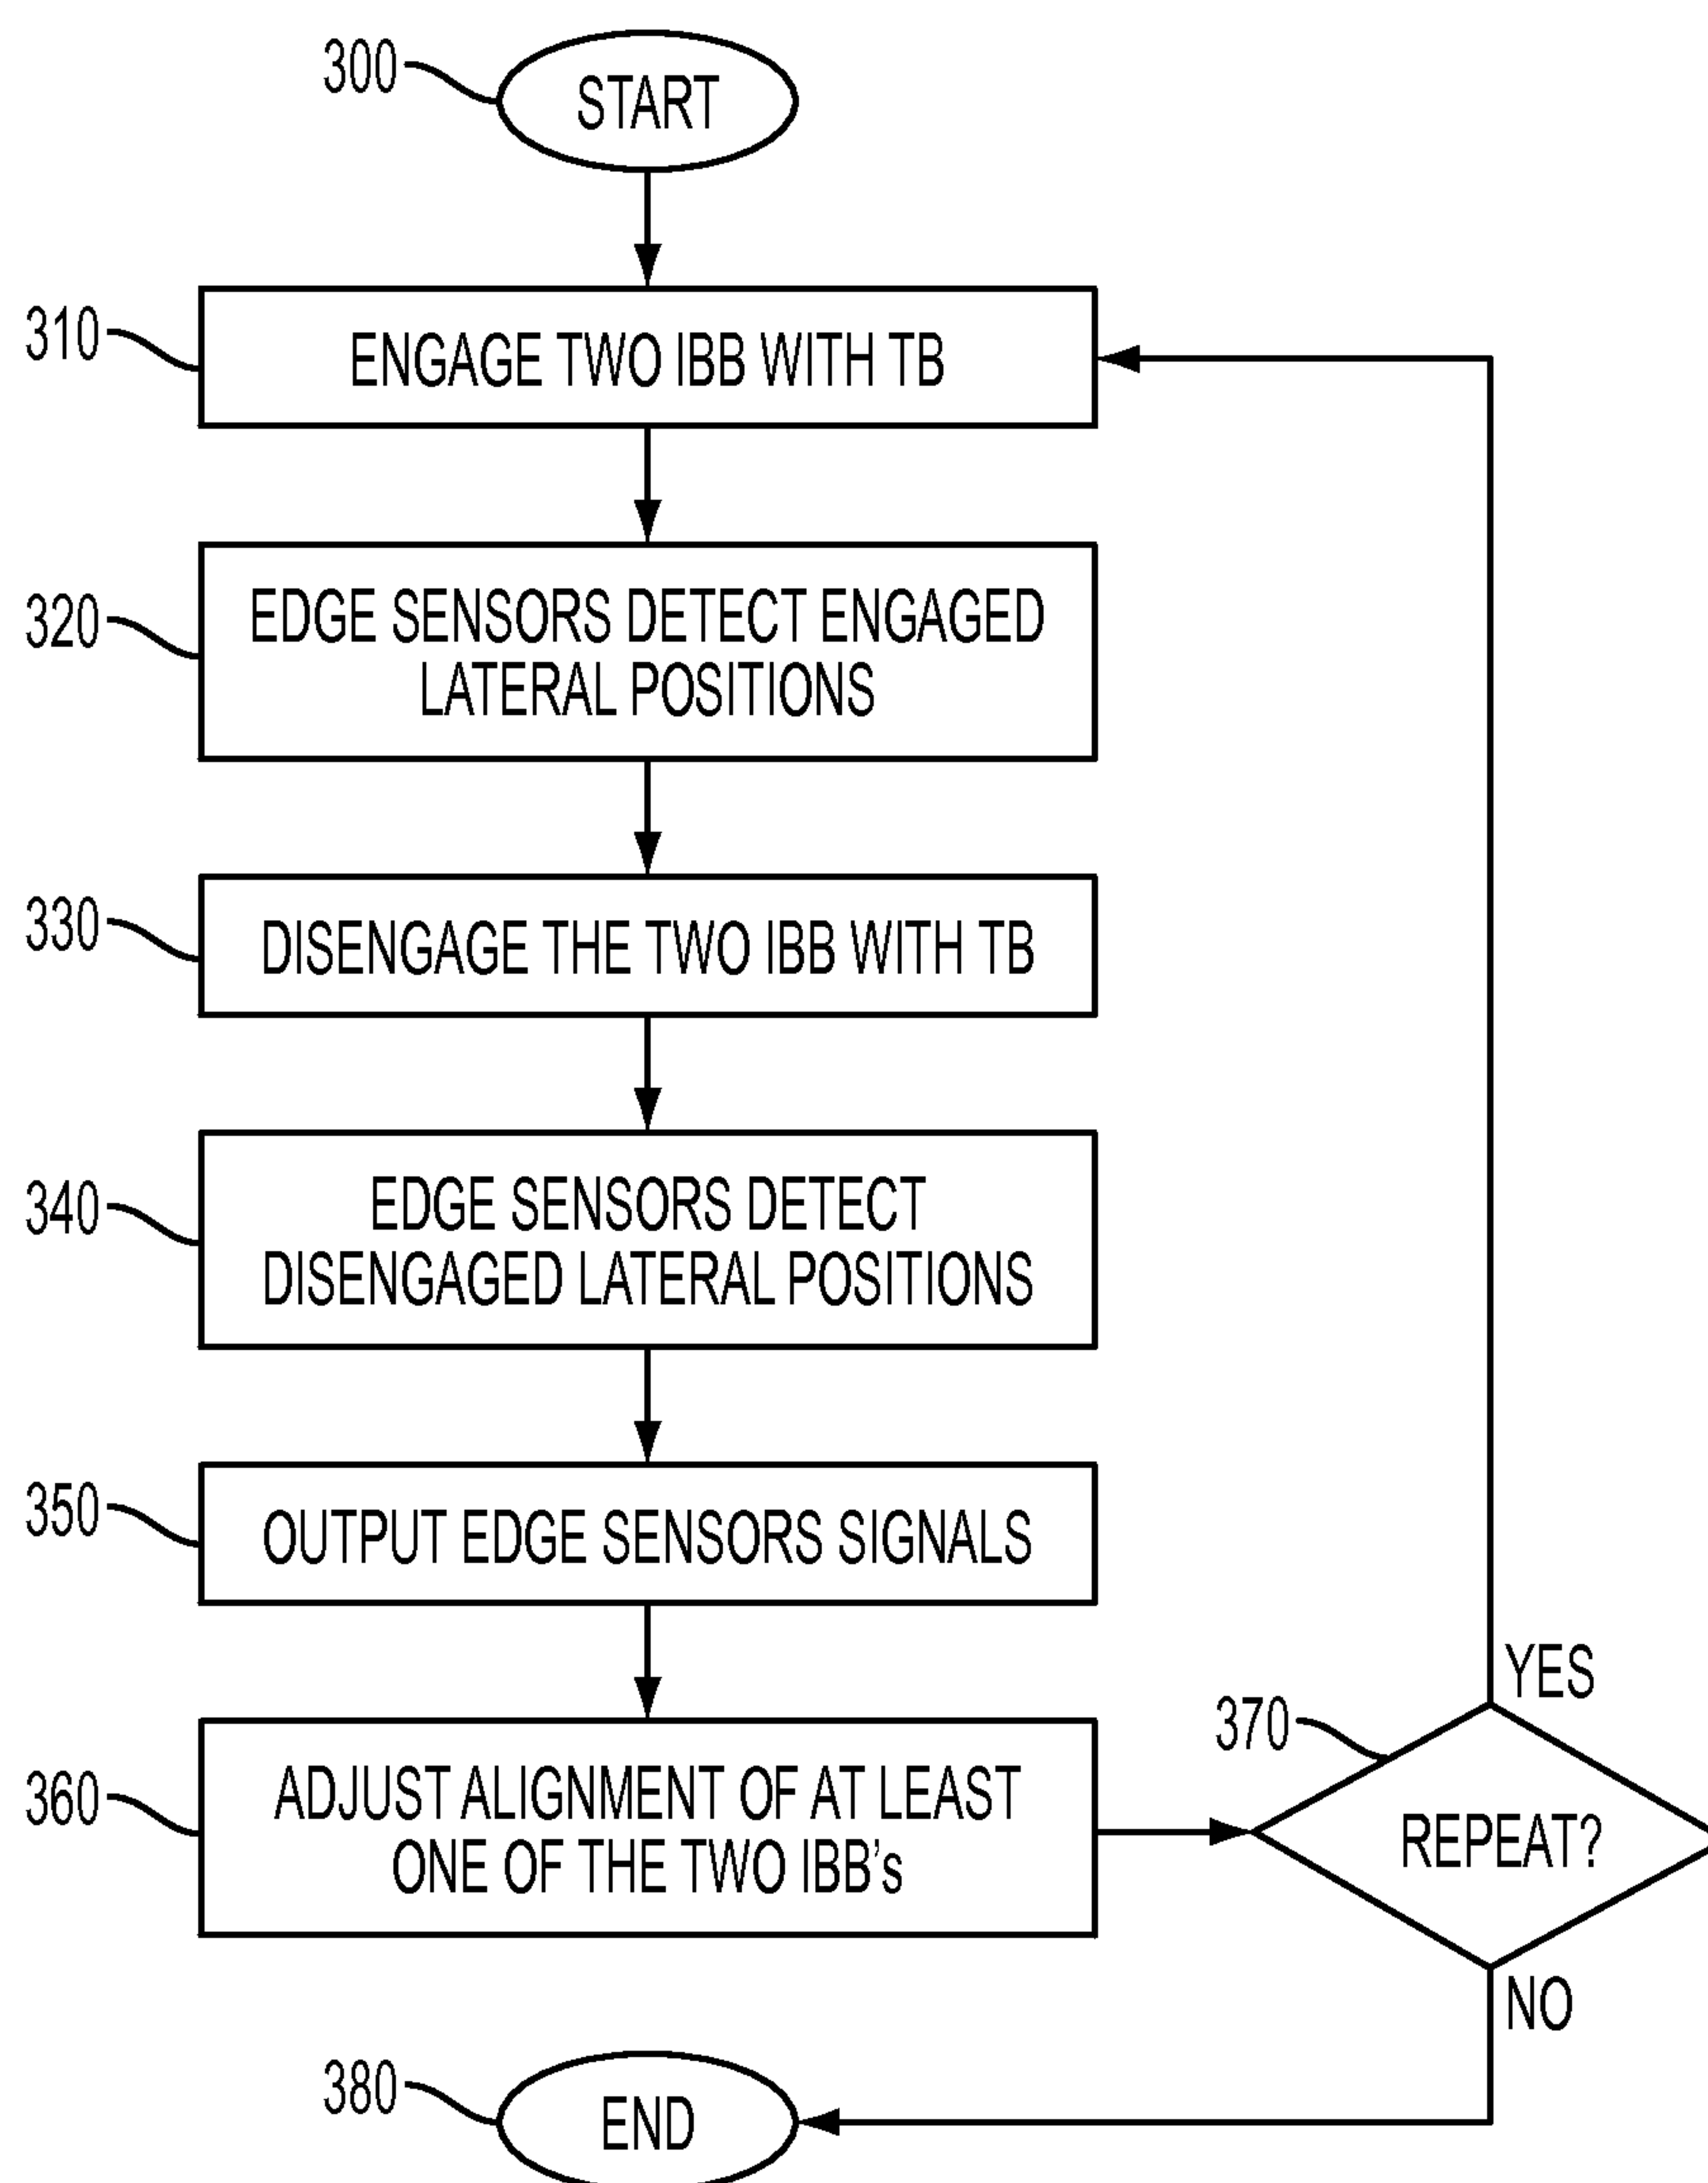 300
START
310
ENGAGE TWO IBB WITH TB
320
EDGE SENSORS DETECT ENGAGED
LATERAL POSITIONS
330
DISENGAGE THE TWO IBB WITH TB
340
EDGE SENSORS DETECT
DISENGAGED LATERAL POSITIONS
350
OUTPUT EDGE SENSORS SIGNALS
360
ADJUST ALIGNMENT OF AT LEAST
ONE OF THE TWO IBB's
370
YES
REPEAT?
NO
380
END